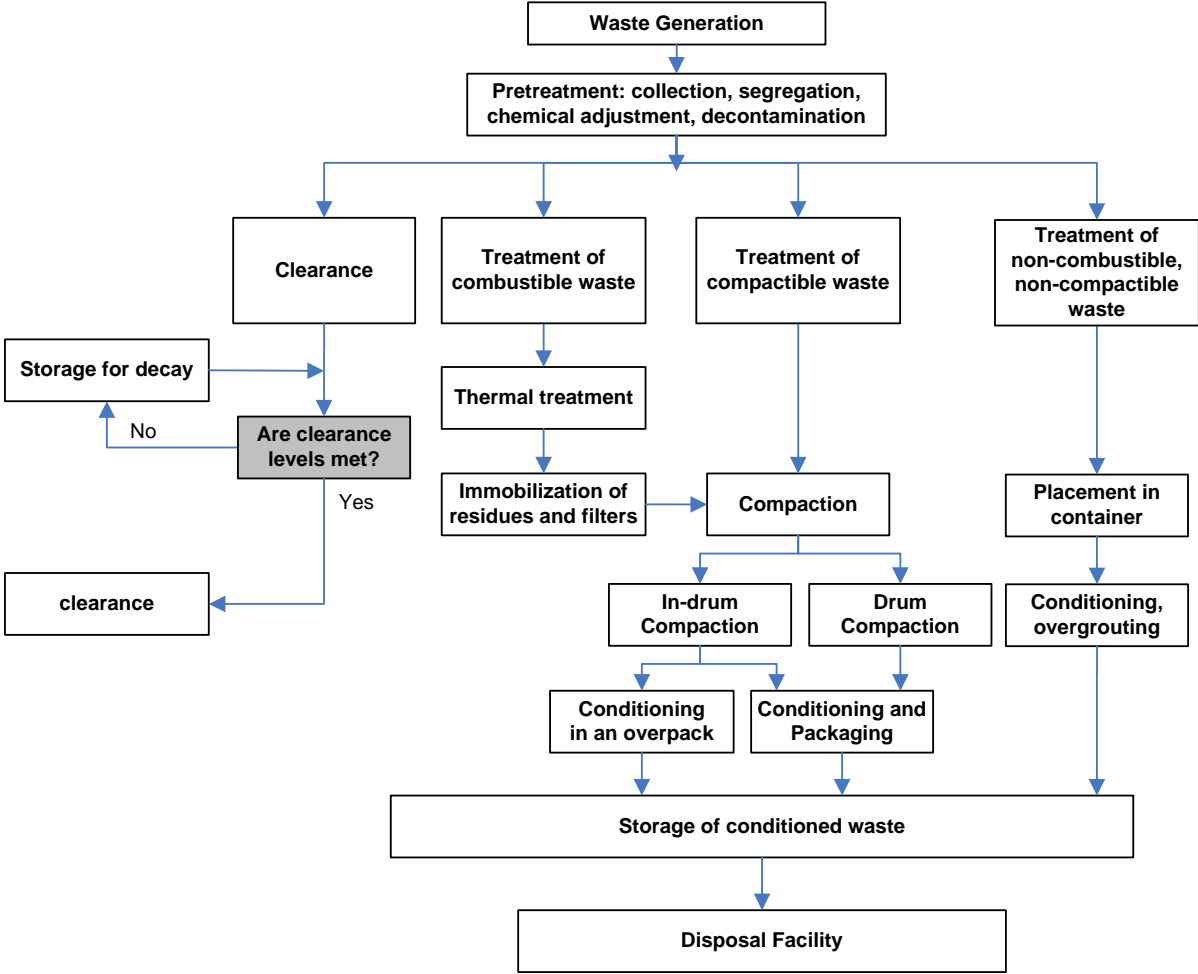 Waste Generation
Pretreatment: collection, segregation,
chemical adjustment, decontamination
Clearance
Treatment of
combustible waste
Treatment of
compactible waste
Treatment of
non-combustible,
non-compactible
waste
Storage for decay
Thermal treatment
No
Are clearance
levels met?
Yes
Immobilization of
residues and filters
Compaction
Placement in
container
clearance
In-drum
Compaction
Drum
Compaction
Conditioning,
overgrouting
Conditioning
in an overpack
Conditioning and
Packaging
Storage of conditioned waste
Disposal Facility